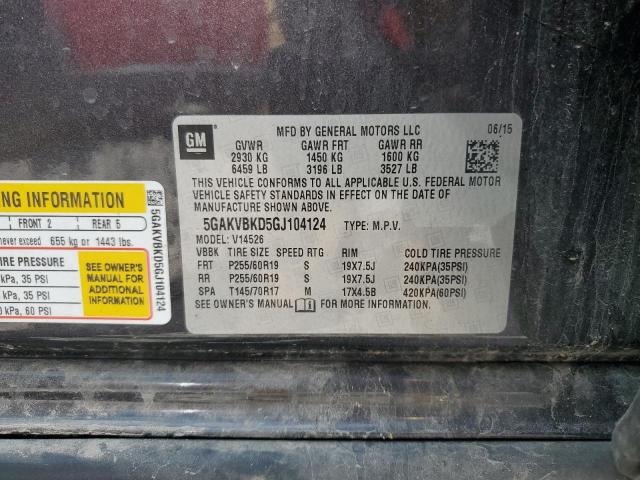 GM
MFD BY GENERAL MOTORS LLC 06/15
GVWR GAWR FRT GAWR RR
2930 KG 1450 KG 1600 KG
6459 LB 3196 LB 3527 LB
THIS VEHICLE CONFORMS TO ALL APPLICABLE U.S. FEDERAL MOTOR
VEHICLE SAFETY STANDARDS IN EFFECT ON THE DATE OF
MANUFACTURE SHOWN ABOVE.
5GAKVBKD5GJ104124 TYPE: M.P.V.
MODEL: V14526
VBBK TIRE SIZE SPEED RTG RIM COLD TIRE PRESSURE
FRT P255/60R19 S 19X7.5J 240KPA(35PSI)
RR P255/60R19 S 19X7.5J 240KPA(35PSI)
SPA T145/70R17 M 17X4.5B 420KPA(60PSI)
SEE OWNER'S MANUAL FOR MORE INFORMATION.
ING INFORMATION
FRONT 2 REAR 5
never exceed 655 kg or 1443 lbs.
TIRE PRESSURE
kPa, 35 PSI
kPa, 35 PSI
kPa, 60 PSI
SEE OWNER'S
MANUAL FOR
ADDITIONAL
INFORMATION
5GAKVBKD5GJ104124